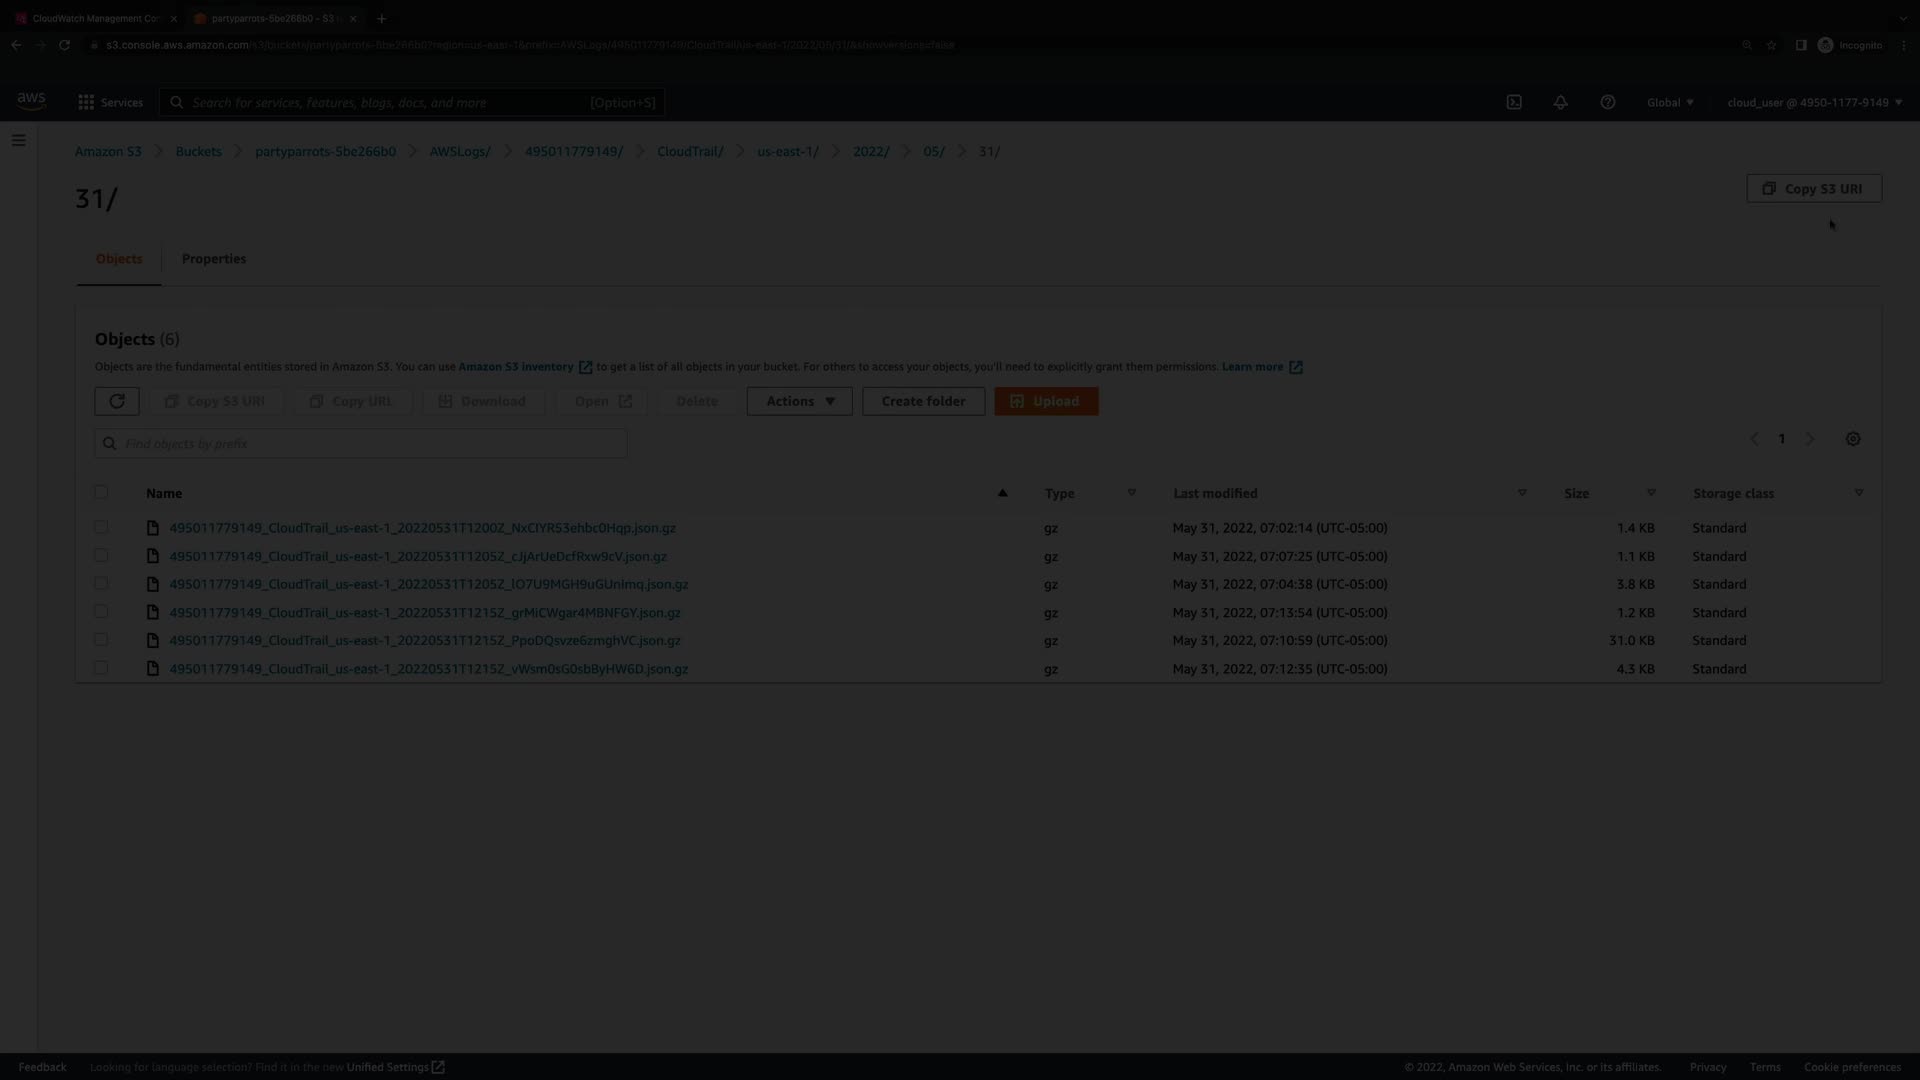 CloudWatch Management Con
partyparrots-5be266b0 - S3 b
s3.console.aws.amazon.com/s3/buckets/partyparrots-5be266b0?region=us-east-1&prefix=AWSLogs/495011779149/CloudTrail/us-east-1/2022/05/31/&showversions=false
Incognito
aws
Services
Search for services, features, blogs, docs, and more
[Option+S]
Global
cloud_user @ 4950-1177-9149
Amazon S3 > Buckets > partyparrots-5be266b0 > AWSLogs/ > 495011779149/ > CloudTrail/ > us-east-1/ > 2022/ > 05/ > 31/
31/
Copy S3 URI
Objects
Properties
Objects (6)
Objects are the fundamental entities stored in Amazon S3. You can use Amazon S3 inventory to get a list of all objects in your bucket. For others to access your objects, you'll need to explicitly grant them permissions. Learn more
Copy S3 URI
Copy URL
Download
Open
Delete
Actions
Create folder
Upload
Find objects by prefix
1
Name Type Last modified Size Storage class
495011779149_CloudTrail_us-east-1_20220531T1200Z_NxClYR53ehbc0Hqp.json.gz gz May 31, 2022, 07:02:14 (UTC-05:00) 1.4 KB Standard
495011779149_CloudTrail_us-east-1_20220531T1205Z_cJjArUeDcfRxw9cV.json.gz gz May 31, 2022, 07:07:25 (UTC-05:00) 1.1 KB Standard
495011779149_CloudTrail_us-east-1_20220531T1205Z_lO7U9MGH9uGUnImq.json.gz gz May 31, 2022, 07:04:38 (UTC-05:00) 3.8 KB Standard
495011779149_CloudTrail_us-east-1_20220531T1215Z_grMiCWgar4MBNFGY.json.gz gz May 31, 2022, 07:13:54 (UTC-05:00) 1.2 KB Standard
495011779149_CloudTrail_us-east-1_20220531T1215Z_PpoDQsvze6zmghVC.json.gz gz May 31, 2022, 07:10:59 (UTC-05:00) 31.0 KB Standard
495011779149_CloudTrail_us-east-1_20220531T1215Z_vWsm0sG0sbByHW6D.json.gz gz May 31, 2022, 07:12:35 (UTC-05:00) 4.3 KB Standard
Feedback
Looking for language selection? Find it in the new Unified Settings
© 2022, Amazon Web Services, Inc. or its affiliates.
Privacy
Terms
Cookie preferences